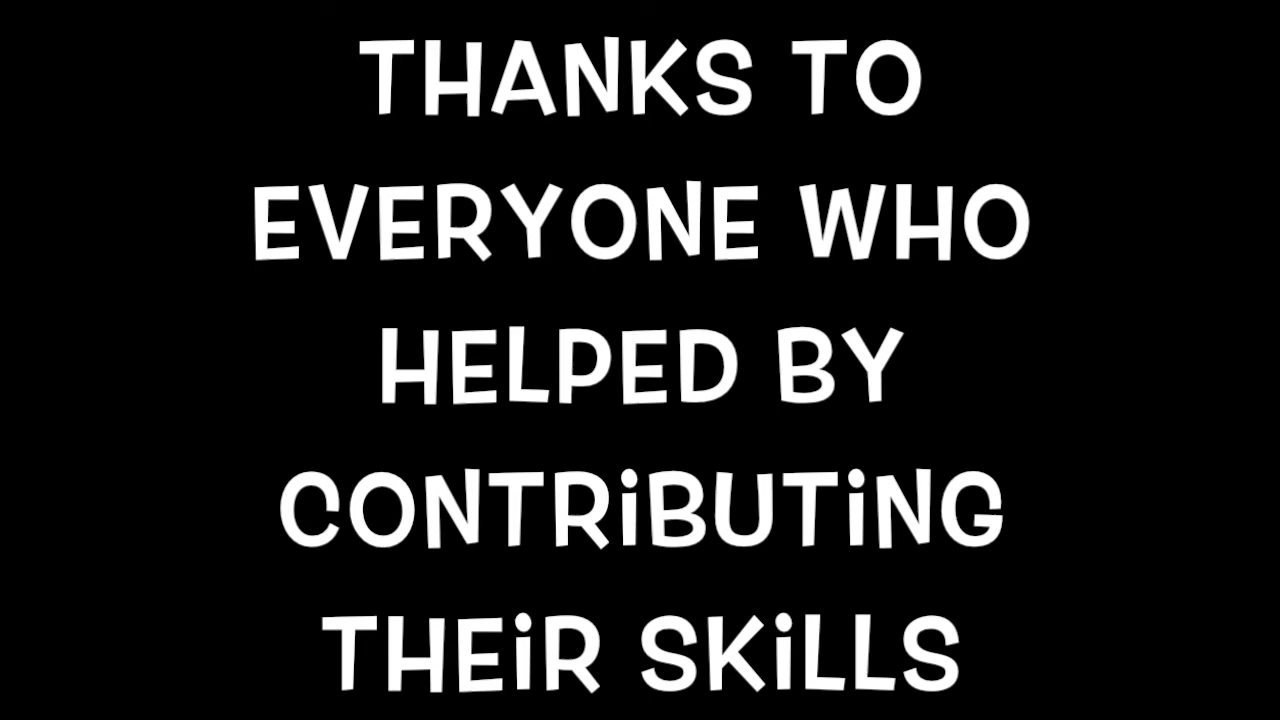 THANKS TO
EVERYONE WHO
HELPED BY
CONTRiBUTiNG
THEiR SKiLLS